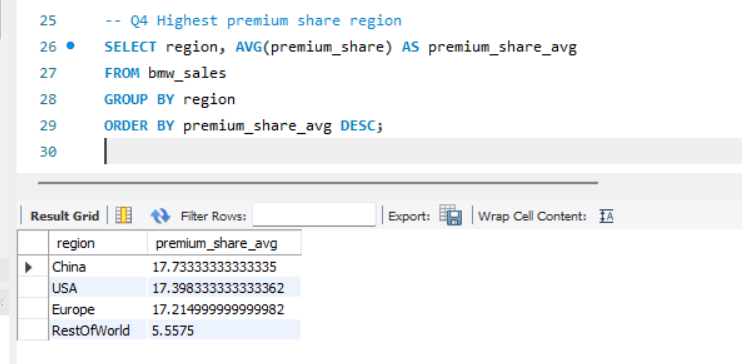 25 -- Q4 Highest premium share region
26 SELECT region, AVG(premium_share) AS premium_share_avg
27 FROM bmw_sales
28 GROUP BY region
29 ORDER BY premium_share_avg DESC;
30
Result Grid Filter Rows: Export: Wrap Cell Content: IA
region premium_share_avg
China 17.73333333333335
USA 17.398333333333362
Europe 17.214999999999982
RestOfWorld 5.5575